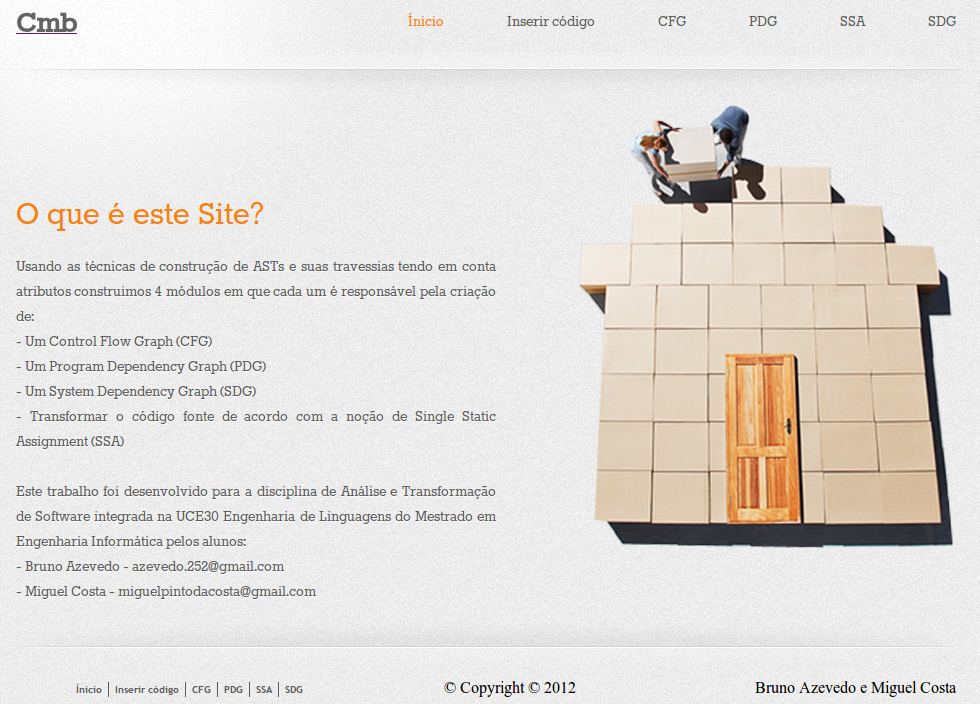 Cmb
Ínicio Inserir código CFG PDG SSA SDG
O que é este Site?
Usando as técnicas de construção de ASTs e suas travessias tendo em conta
atributos construimos 4 módulos em que cada um é responsável pela criação
de:
- Um Control Flow Graph (CFG)
- Um Program Dependency Graph (PDG)
- Um System Dependency Graph (SDG)
- Transformar o código fonte de acordo com a noção de Single Static
Assignment (SSA)
Este trabalho foi desenvolvido para a disciplina de Análise e Transformação
de Software integrada na UCE30 Engenharia de Linguagens do Mestrado em
Engenharia Informática pelos alunos:
- Bruno Azevedo - azevedo.252@gmail.com
- Miguel Costa - miguelpintodacosta@gmail.com
Ínicio | Inserir código | CFG | PDG | SSA | SDG
© Copyright © 2012
Bruno Azevedo e Miguel Costa